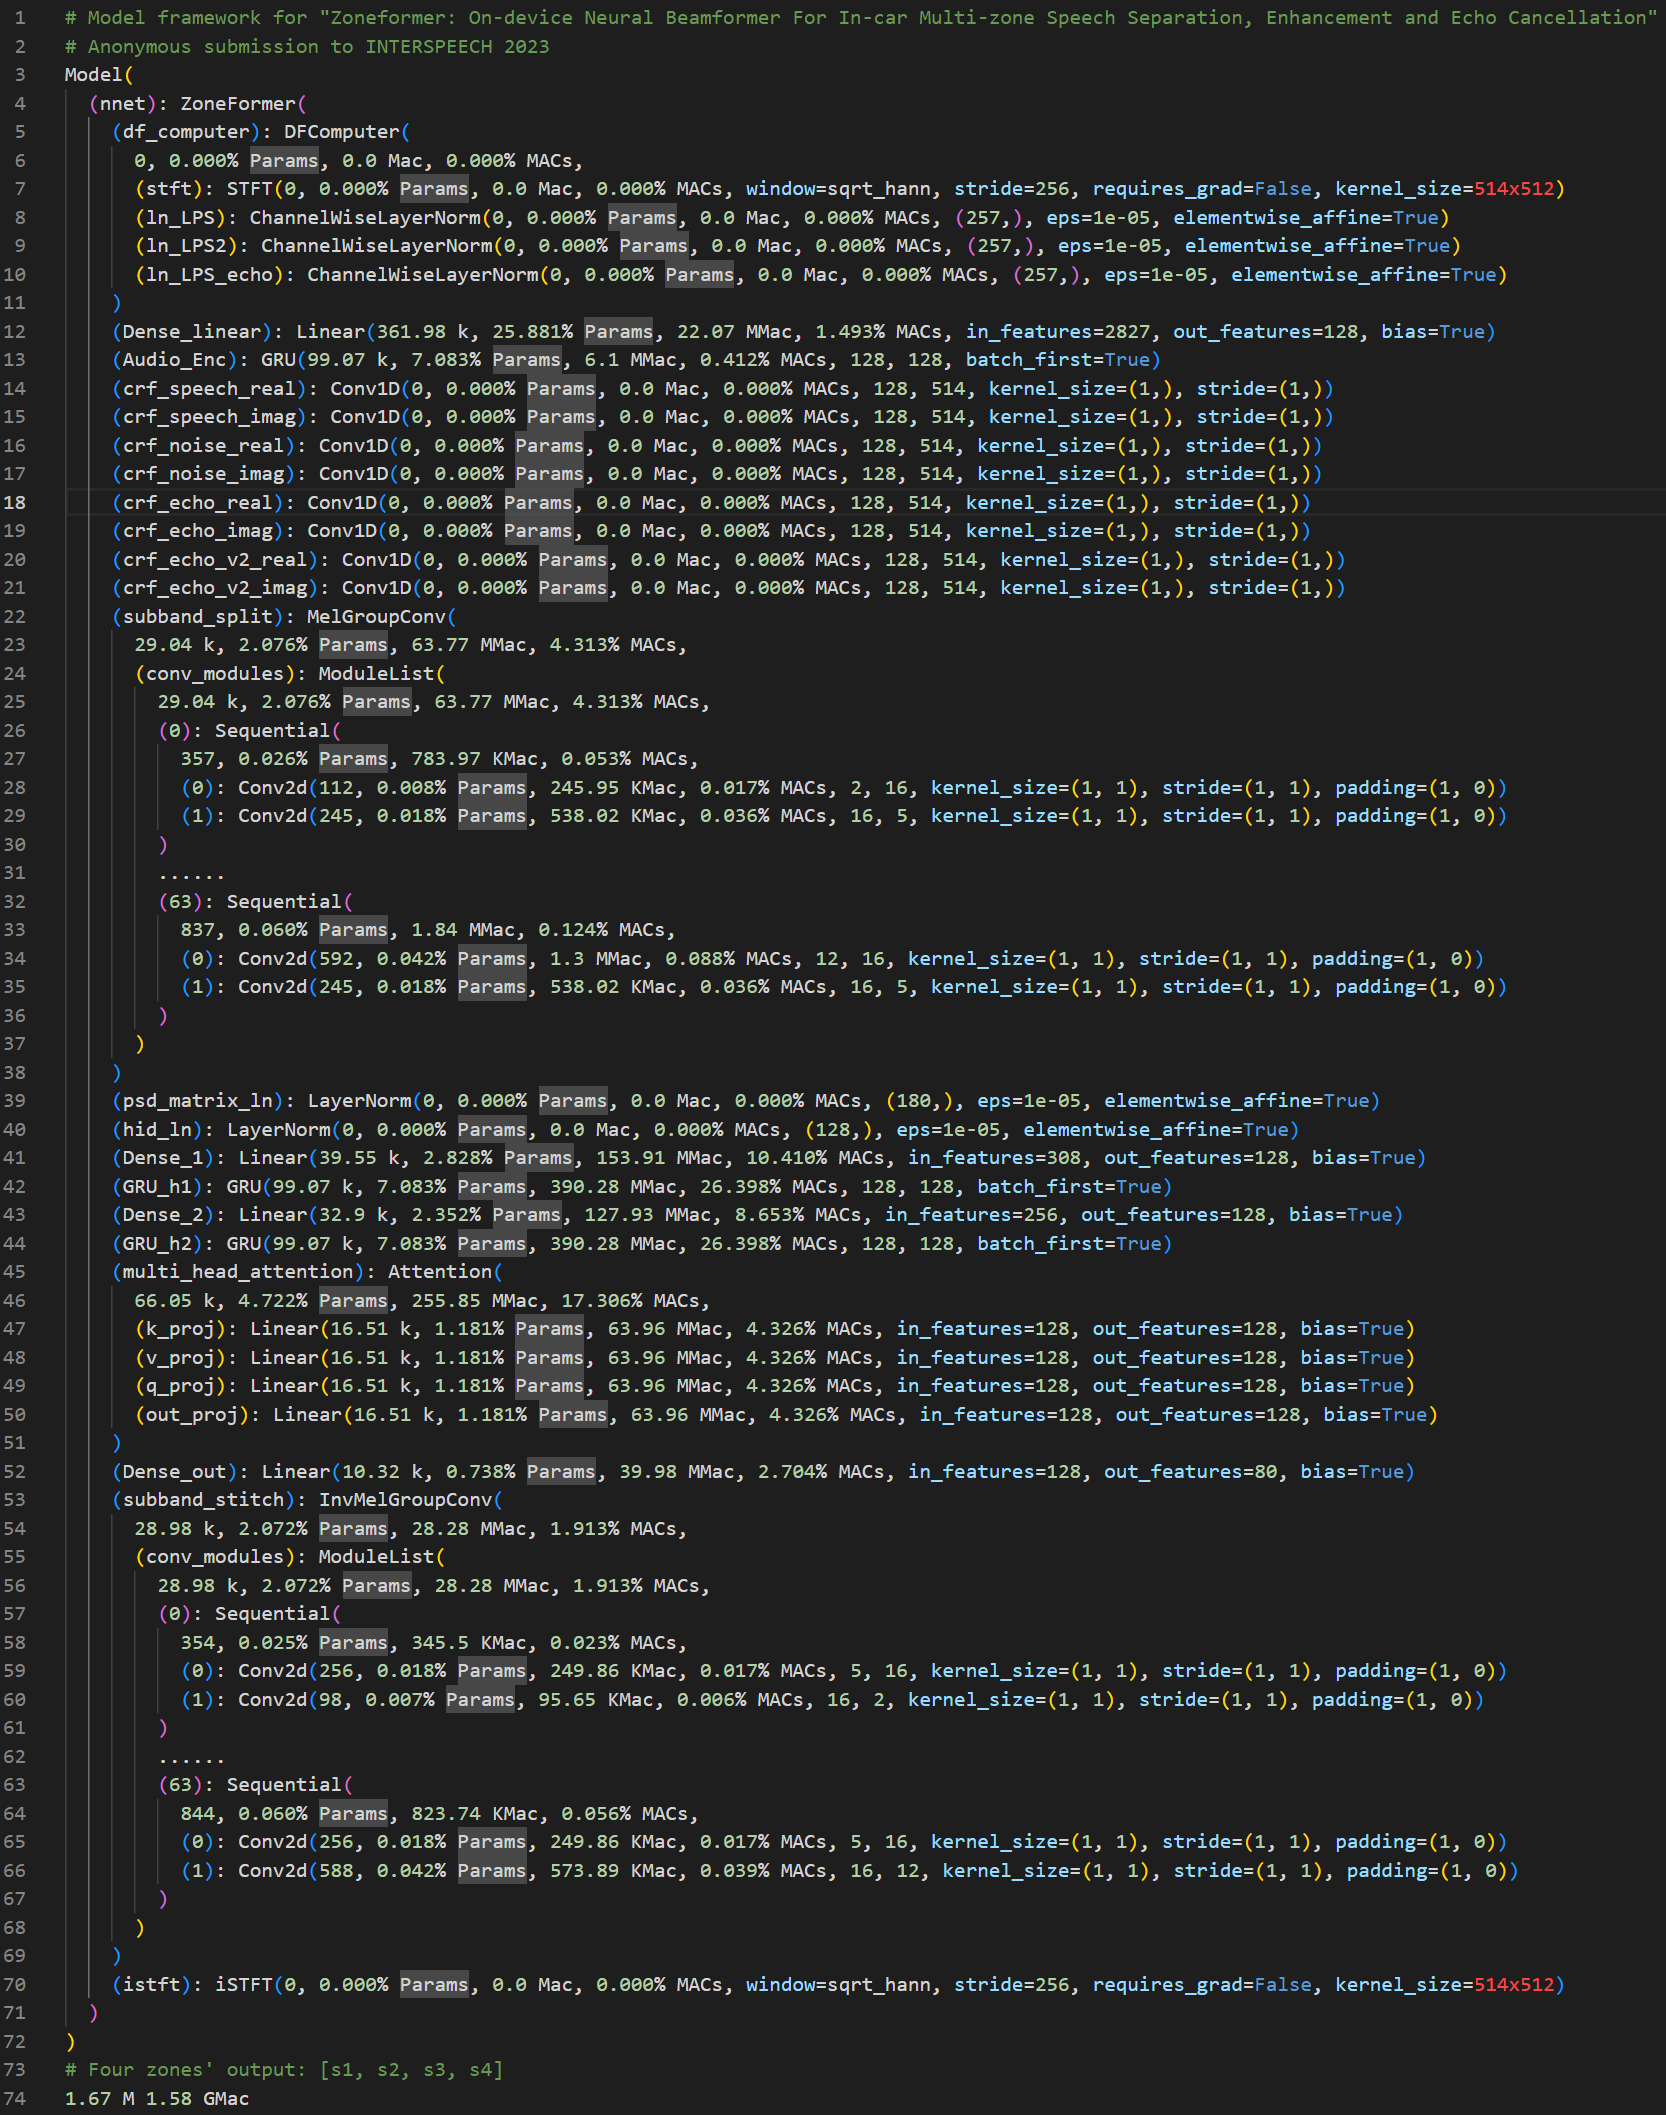 1 # Model framework for "Zoneformer: On-device Neural Beamformer For In-car Multi-zone Speech Separation, Enhancement and Echo Cancellation"
2 # Anonymous submission to INTERSPEECH 2023
3 Model(
4 (nnet): ZoneFormer(
5 (df_computer): DFComputer(
6 0, 0.000% Params, 0.0 Mac, 0.000% MACs,
7 (stft): STFT(0, 0.000% Params, 0.0 Mac, 0.000% MACs, window=sqrt_hann, stride=256, requires_grad=False, kernel_size=514x512)
8 (ln_LPS): ChannelWiseLayerNorm(0, 0.000% Params, 0.0 Mac, 0.000% MACs, (257,), eps=1e-05, elementwise_affine=True)
9 (ln_LPS2): ChannelWiseLayerNorm(0, 0.000% Params, 0.0 Mac, 0.000% MACs, (257,), eps=1e-05, elementwise_affine=True)
10 (ln_LPS_echo): ChannelWiseLayerNorm(0, 0.000% Params, 0.0 Mac, 0.000% MACs, (257,), eps=1e-05, elementwise_affine=True)
11 )
12 (Dense_linear): Linear(361.98 k, 25.881% Params, 22.07 MMac, 1.493% MACs, in_features=2827, out_features=128, bias=True)
13 (Audio_Enc): GRU(99.07 k, 7.083% Params, 6.1 MMac, 0.412% MACs, 128, 128, batch_first=True)
14 (crf_speech_real): Conv1D(0, 0.000% Params, 0.0 Mac, 0.000% MACs, 128, 514, kernel_size=(1,), stride=(1,))
15 (crf_speech_imag): Conv1D(0, 0.000% Params, 0.0 Mac, 0.000% MACs, 128, 514, kernel_size=(1,), stride=(1,))
16 (crf_noise_real): Conv1D(0, 0.000% Params, 0.0 Mac, 0.000% MACs, 128, 514, kernel_size=(1,), stride=(1,))
17 (crf_noise_imag): Conv1D(0, 0.000% Params, 0.0 Mac, 0.000% MACs, 128, 514, kernel_size=(1,), stride=(1,))
18 (crf_echo_real): Conv1D(0, 0.000% Params, 0.0 Mac, 0.000% MACs, 128, 514, kernel_size=(1,), stride=(1,))
19 (crf_echo_imag): Conv1D(0, 0.000% Params, 0.0 Mac, 0.000% MACs, 128, 514, kernel_size=(1,), stride=(1,))
20 (crf_echo_v2_real): Conv1D(0, 0.000% Params, 0.0 Mac, 0.000% MACs, 128, 514, kernel_size=(1,), stride=(1,))
21 (crf_echo_v2_imag): Conv1D(0, 0.000% Params, 0.0 Mac, 0.000% MACs, 128, 514, kernel_size=(1,), stride=(1,))
22 (subband_split): MelGroupConv(
23 29.04 k, 2.076% Params, 63.77 MMac, 4.313% MACs,
24 (conv_modules): ModuleList(
25 29.04 k, 2.076% Params, 63.77 MMac, 4.313% MACs,
26 (0): Sequential(
27 357, 0.026% Params, 783.97 KMac, 0.053% MACs,
28 (0): Conv2d(112, 0.008% Params, 245.95 KMac, 0.017% MACs, 2, 16, kernel_size=(1, 1), stride=(1, 1), padding=(1, 0))
29 (1): Conv2d(245, 0.018% Params, 538.02 KMac, 0.036% MACs, 16, 5, kernel_size=(1, 1), stride=(1, 1), padding=(1, 0))
30 )
31 ......
32 (63): Sequential(
33 837, 0.060% Params, 1.84 MMac, 0.124% MACs,
34 (0): Conv2d(592, 0.042% Params, 1.3 MMac, 0.088% MACs, 12, 16, kernel_size=(1, 1), stride=(1, 1), padding=(1, 0))
35 (1): Conv2d(245, 0.018% Params, 538.02 KMac, 0.036% MACs, 16, 5, kernel_size=(1, 1), stride=(1, 1), padding=(1, 0))
36 )
37 )
38 )
39 (psd_matrix_ln): LayerNorm(0, 0.000% Params, 0.0 Mac, 0.000% MACs, (180,), eps=1e-05, elementwise_affine=True)
40 (hid_ln): LayerNorm(0, 0.000% Params, 0.0 Mac, 0.000% MACs, (128,), eps=1e-05, elementwise_affine=True)
41 (Dense_1): Linear(39.55 k, 2.828% Params, 153.91 MMac, 10.410% MACs, in_features=308, out_features=128, bias=True)
42 (GRU_h1): GRU(99.07 k, 7.083% Params, 390.28 MMac, 26.398% MACs, 128, 128, batch_first=True)
43 (Dense_2): Linear(32.9 k, 2.352% Params, 127.93 MMac, 8.653% MACs, in_features=256, out_features=128, bias=True)
44 (GRU_h2): GRU(99.07 k, 7.083% Params, 390.28 MMac, 26.398% MACs, 128, 128, batch_first=True)
45 (multi_head_attention): Attention(
46 66.05 k, 4.722% Params, 255.85 MMac, 17.306% MACs,
47 (k_proj): Linear(16.51 k, 1.181% Params, 63.96 MMac, 4.326% MACs, in_features=128, out_features=128, bias=True)
48 (v_proj): Linear(16.51 k, 1.181% Params, 63.96 MMac, 4.326% MACs, in_features=128, out_features=128, bias=True)
49 (q_proj): Linear(16.51 k, 1.181% Params, 63.96 MMac, 4.326% MACs, in_features=128, out_features=128, bias=True)
50 (out_proj): Linear(16.51 k, 1.181% Params, 63.96 MMac, 4.326% MACs, in_features=128, out_features=128, bias=True)
51 )
52 (Dense_out): Linear(10.32 k, 0.738% Params, 39.98 MMac, 2.704% MACs, in_features=128, out_features=80, bias=True)
53 (subband_stitch): InvMelGroupConv(
54 28.98 k, 2.072% Params, 28.28 MMac, 1.913% MACs,
55 (conv_modules): ModuleList(
56 28.98 k, 2.072% Params, 28.28 MMac, 1.913% MACs,
57 (0): Sequential(
58 354, 0.025% Params, 345.5 KMac, 0.023% MACs,
59 (0): Conv2d(256, 0.018% Params, 249.86 KMac, 0.017% MACs, 5, 16, kernel_size=(1, 1), stride=(1, 1), padding=(1, 0))
60 (1): Conv2d(98, 0.007% Params, 95.65 KMac, 0.006% MACs, 16, 2, kernel_size=(1, 1), stride=(1, 1), padding=(1, 0))
61 )
62 ......
63 (63): Sequential(
64 844, 0.060% Params, 823.74 KMac, 0.056% MACs,
65 (0): Conv2d(256, 0.018% Params, 249.86 KMac, 0.017% MACs, 5, 16, kernel_size=(1, 1), stride=(1, 1), padding=(1, 0))
66 (1): Conv2d(588, 0.042% Params, 573.89 KMac, 0.039% MACs, 16, 12, kernel_size=(1, 1), stride=(1, 1), padding=(1, 0))
67 )
68 )
69 )
70 (istft): iSTFT(0, 0.000% Params, 0.0 Mac, 0.000% MACs, window=sqrt_hann, stride=256, requires_grad=False, kernel_size=514x512)
71 )
72 )
73 # Four zones' output: [s1, s2, s3, s4]
74 1.67 M 1.58 GMac